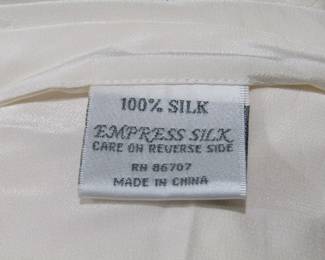 100% SILK
EMPRESS SILK
CARE ON REVERSE SIDE
RN 86707
MADE IN CHINA